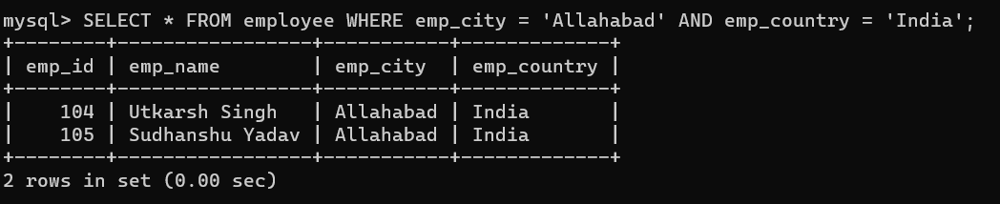 mysql> SELECT * FROM employee WHERE emp_city = 'Allahabad' AND emp_country = 'India';
+--------+-----------------+-----------+-------------+
| emp_id | emp_name        | emp_city  | emp_country |
+--------+-----------------+-----------+-------------+
|    104 | Utkarsh Singh   | Allahabad | India       |
|    105 | Sudhanshu Yadav | Allahabad | India       |
+--------+-----------------+-----------+-------------+
2 rows in set (0.00 sec)